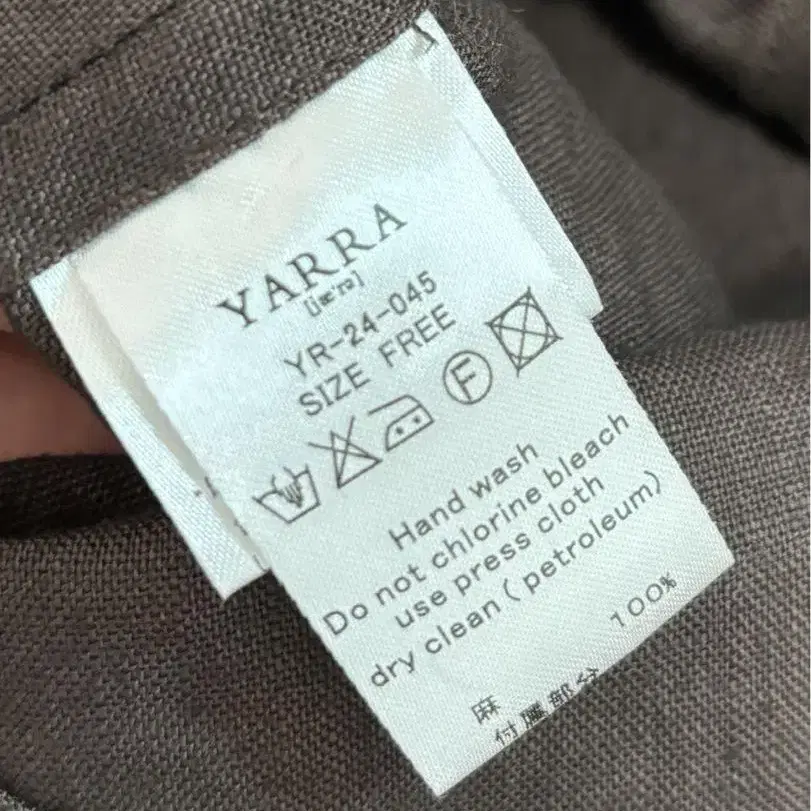 YARRA
[jæ'rə]
YR-24-045
SIZE FREE
F
Hand wash
Do not chlorine bleach
use press cloth
dry clean ( petroleum)
麻 100%
付属部分